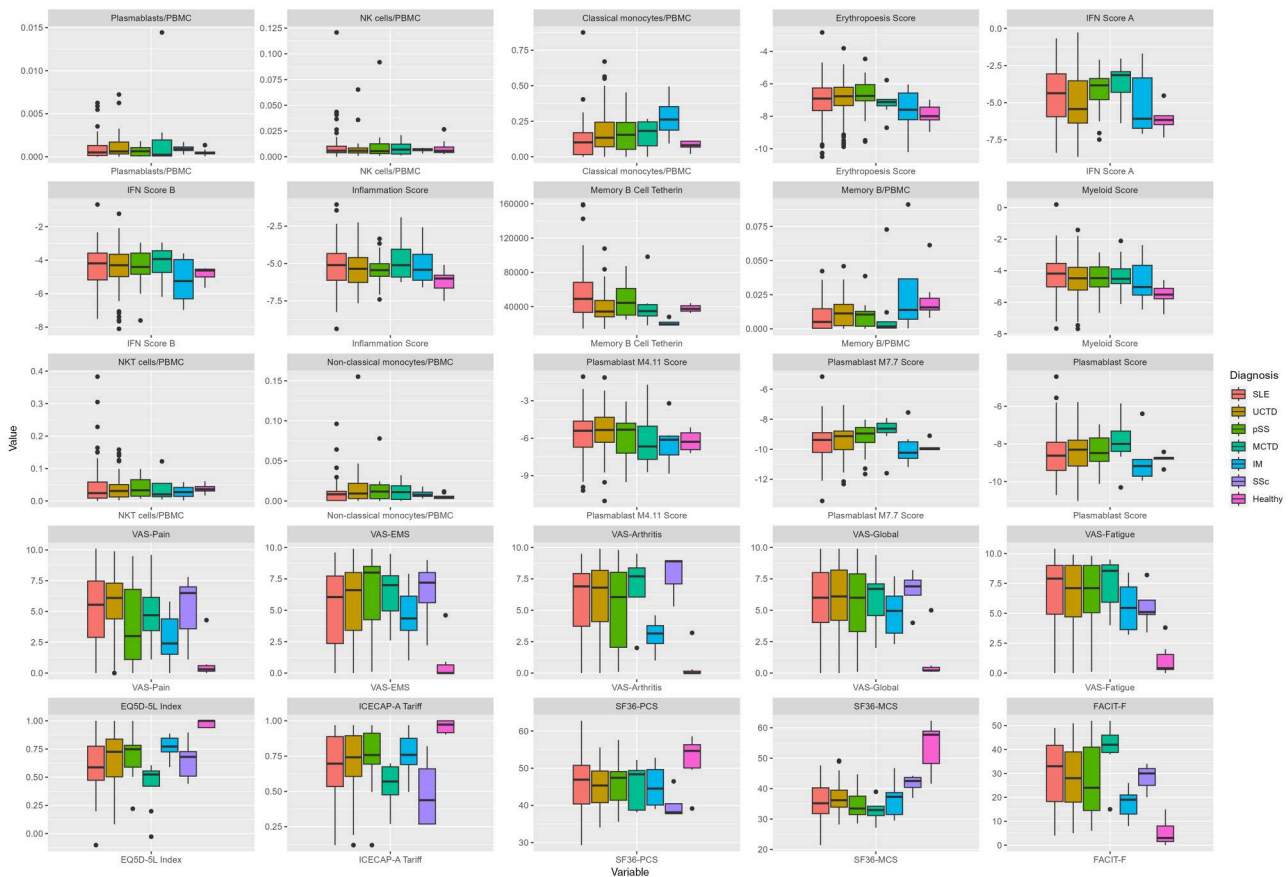 Plasmablasts/PBMC
NK cells/PBMC
Classical monocytes/PBMC
Erythropoesis Score
IFN Score A
0.015
0.010
0.005
0.000
0.125
0.100
0.075
0.050
0.025
0.000
0.75
0.50
0.25
0.00
-4
-6
-8
-10
0.0
-2.5
-5.0
-7.5
Plasmablasts/PBMC
NK cells/PBMC
Classical monocytes/PBMC
Erythropoesis Score
IFN Score A
IFN Score B
Inflammation Score
Memory B Cell Tetherin
Memory B/PBMC
Myeloid Score
-2
-4
-6
-8
-2.5
-5.0
-7.5
160000
120000
80000
40000
0.075
0.050
0.025
0.000
0
-2
-4
-6
-8
IFN Score B
Inflammation Score
Memory B Cell Tetherin
Memory B/PBMC
Myeloid Score
NKT cells/PBMC
Non-classical monocytes/PBMC
Plasmablast M4.11 Score
Plasmablast M7.7 Score
Plasmablast Score
0.4
0.3
0.2
0.1
0.0
0.15
0.10
0.05
0.00
-3
-6
-9
-6
-8
-10
-12
-6
-8
-10
NKT cells/PBMC
Non-classical monocytes/PBMC
Plasmablast M4.11 Score
Plasmablast M7.7 Score
Plasmablast Score
VAS-Pain
VAS-EMS
VAS-Arthritis
VAS-Global
VAS-Fatigue
10.0
7.5
5.0
2.5
0.0
10.0
7.5
5.0
2.5
0.0
10.0
7.5
5.0
2.5
0.0
10.0
7.5
5.0
2.5
0.0
10.0
7.5
5.0
2.5
0.0
VAS-Pain
VAS-EMS
VAS-Arthritis
VAS-Global
VAS-Fatigue
EQ5D-5L Index
ICECAP-A Tariff
SF36-PCS
SF36-MCS
FACIT-F
1.00
0.75
0.50
0.25
0.00
1.00
0.75
0.50
0.25
60
50
40
30
60
50
40
30
20
50
40
30
20
10
0
EQ5D-5L Index
ICECAP-A Tariff
SF36-PCS
SF36-MCS
FACIT-F
Value
Variable
Diagnosis
SLE
UCTD
pSS
MCTD
IM
SSc
Healthy